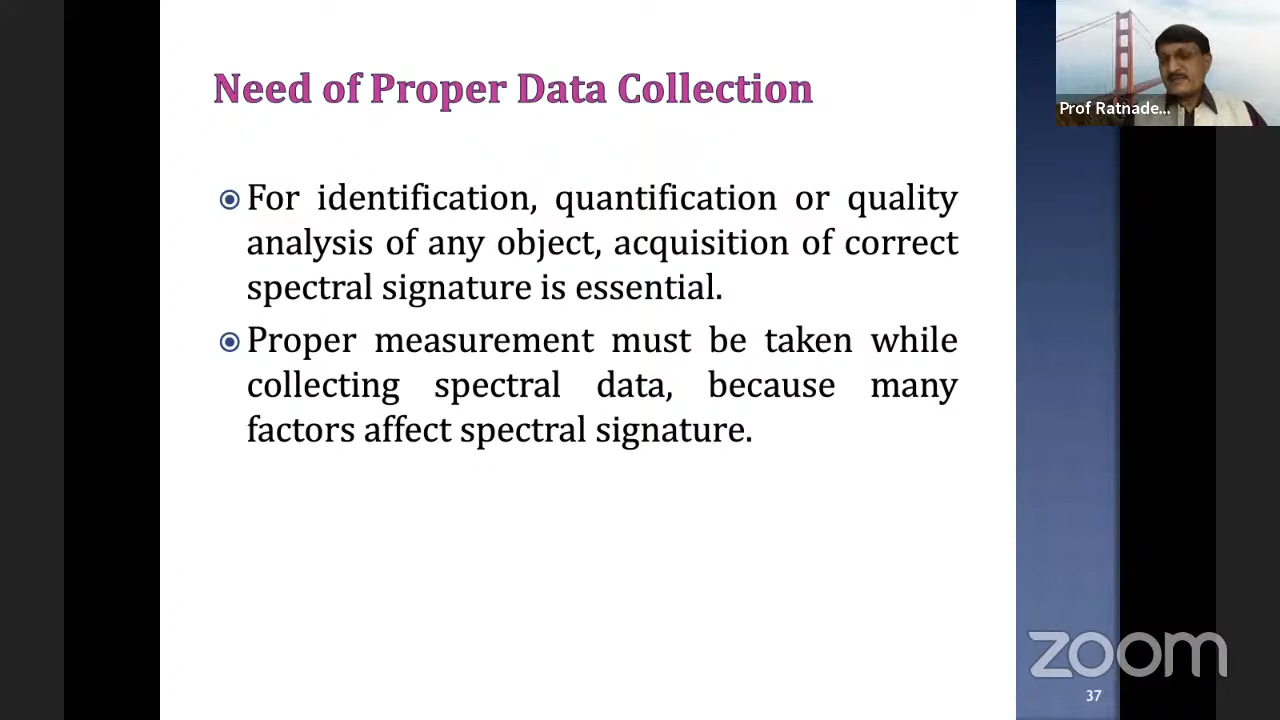 Need of Proper Data Collection
For identification, quantification or quality
analysis of any object, acquisition of correct
spectral signature is essential.
Proper measurement must be taken while
collecting spectral data, because many
factors affect spectral signature.
Prof Ratnade...
zoom
37